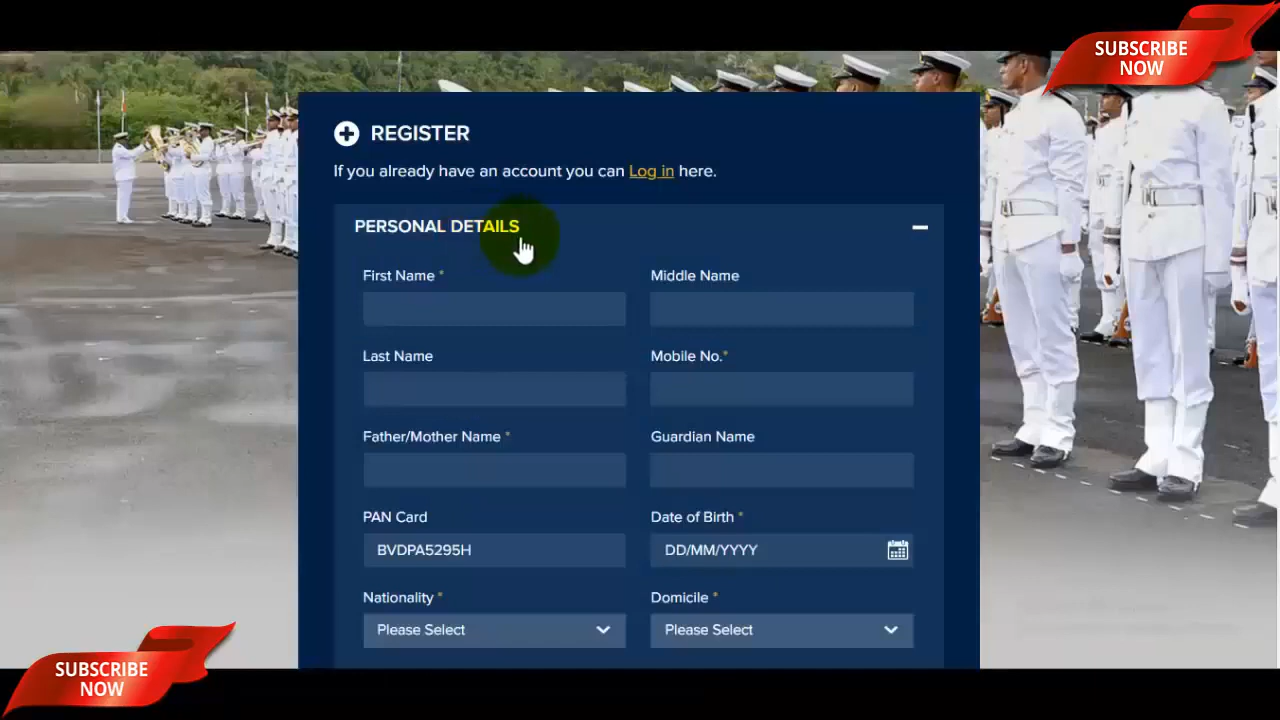 SUBSCRIBE
NOW
REGISTER
If you already have an account you can Log in here.
PERSONAL DETAILS
First Name *
Middle Name
Last Name
Mobile No.*
Father/Mother Name *
Guardian Name
PAN Card
Date of Birth *
BVDPA5295H
DD/MM/YYYY
Nationality *
Domicile *
Please Select
Please Select
SUBSCRIBE
NOW